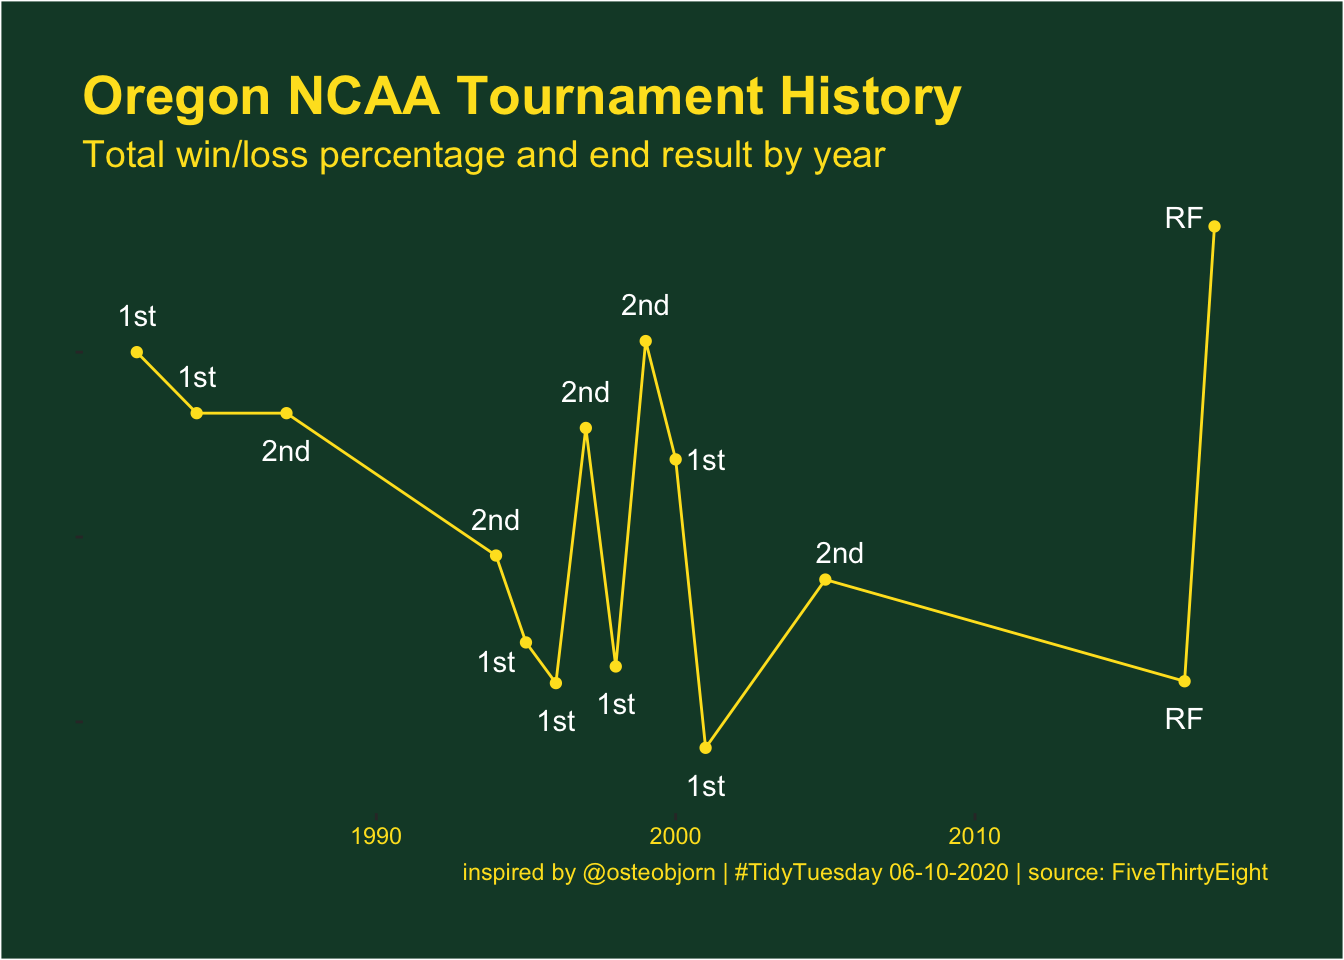 Oregon NCAA Tournament History
Total win/loss percentage and end result by year
RF
2nd
1st
1st
2nd
2nd
1st
2nd
2nd
1st
1st
1st
RF
1st
1990
2000
2010
inspired by @osteobjorn | #TidyTuesday 06-10-2020 | source: FiveThirtyEight